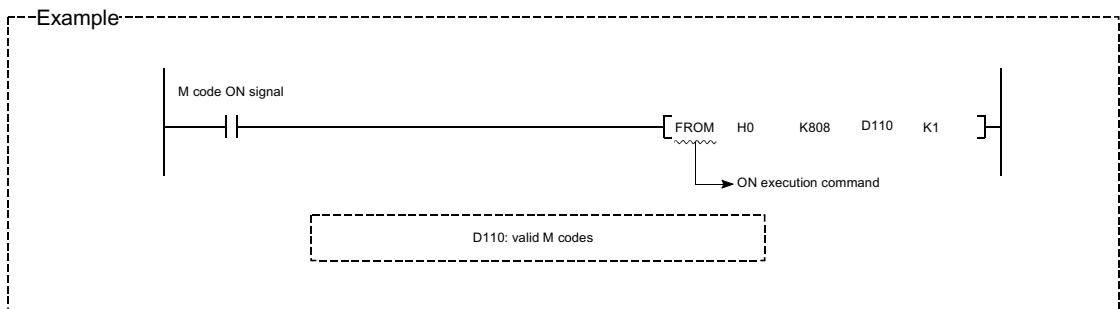 Example
M code ON signal
FROM H0 K808 D110 K1
ON execution command
D110: valid M codes